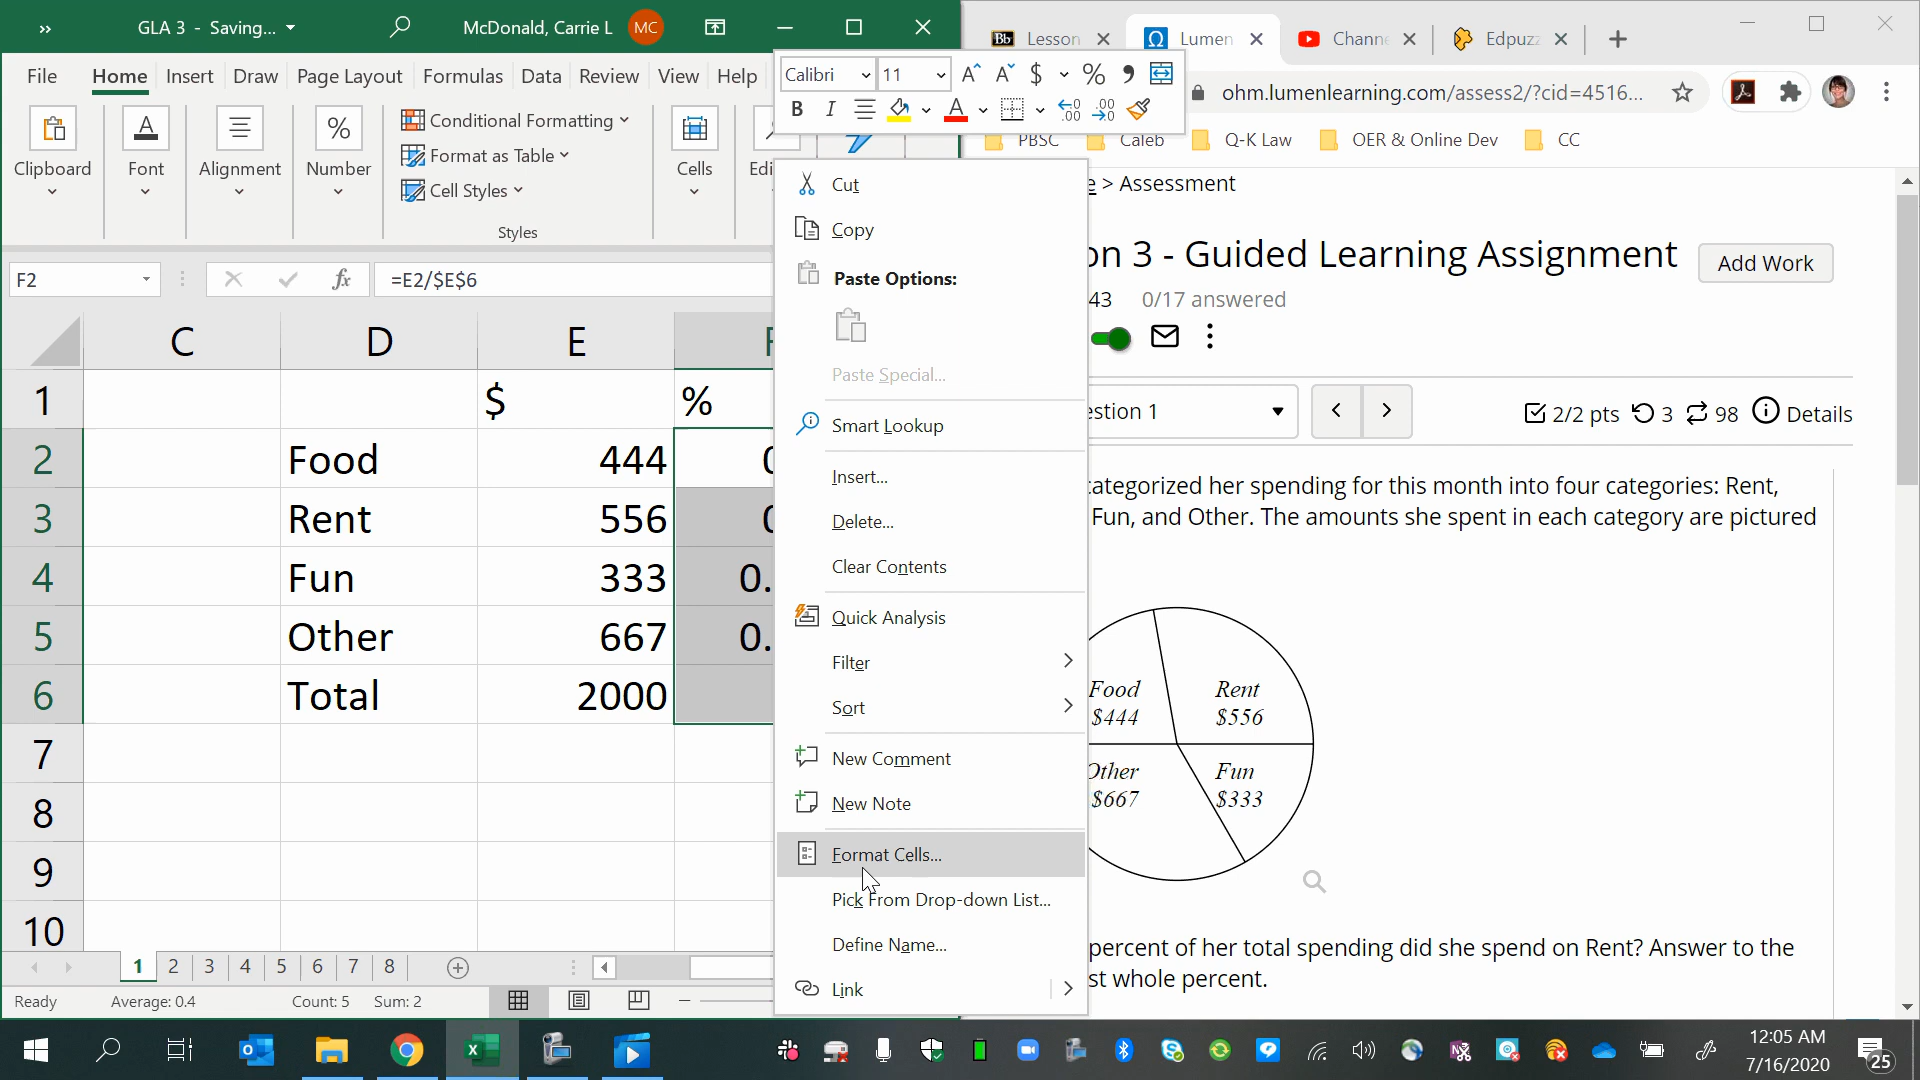 GLA 3 - Saving...
McDonald, Carrie L
MC
File
Home
Insert
Draw
Page Layout
Formulas
Data
Review
View
Help
Calibri
11
Clipboard
Font
Alignment
Number
Conditional Formatting
Format as Table
Cell Styles
Styles
Cells
Edi
F2
fx
=E2/$E$6
C D E F
1 $ %
2 Food 444 0
3 Rent 556 0
4 Fun 333 0.
5 Other 667 0.
6 Total 2000
7
8
9
10
Cut
Copy
Paste Options:
Paste Special...
Smart Lookup
Insert...
Delete...
Clear Contents
Quick Analysis
Filter
Sort
New Comment
New Note
Format Cells...
Pick From Drop-down List...
Define Name...
Link
1 2 3 4 5 6 7 8
Ready
Average: 0.4
Count: 5
Sum: 2
Bb Lesson
Lumen
Channe
Edpuzz
ohm.lumenlearning.com/assess2/?cid=4516...
PBSC
Caleb
Q-K Law
OER & Online Dev
CC
e > Assessment
on 3 - Guided Learning Assignment
Add Work
43
0/17 answered
estion 1
2/2 pts
3
98
Details
categorized her spending for this month into four categories: Rent,
Fun, and Other. The amounts she spent in each category are pictured
Food
$444
Rent
$556
Other
$667
Fun
$333
percent of her total spending did she spend on Rent? Answer to the
st whole percent.
12:05 AM
7/16/2020
25